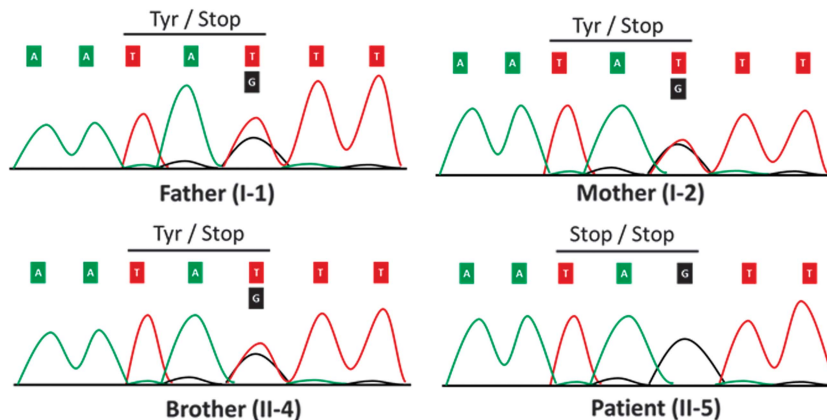 Tyr / Stop
A A T A T T T
G
Father (I-1)
Tyr / Stop
A A T A T T T
G
Mother (I-2)
Tyr / Stop
A A T A T T T
G
Brother (II-4)
Stop / Stop
A A T A G T T
Patient (II-5)